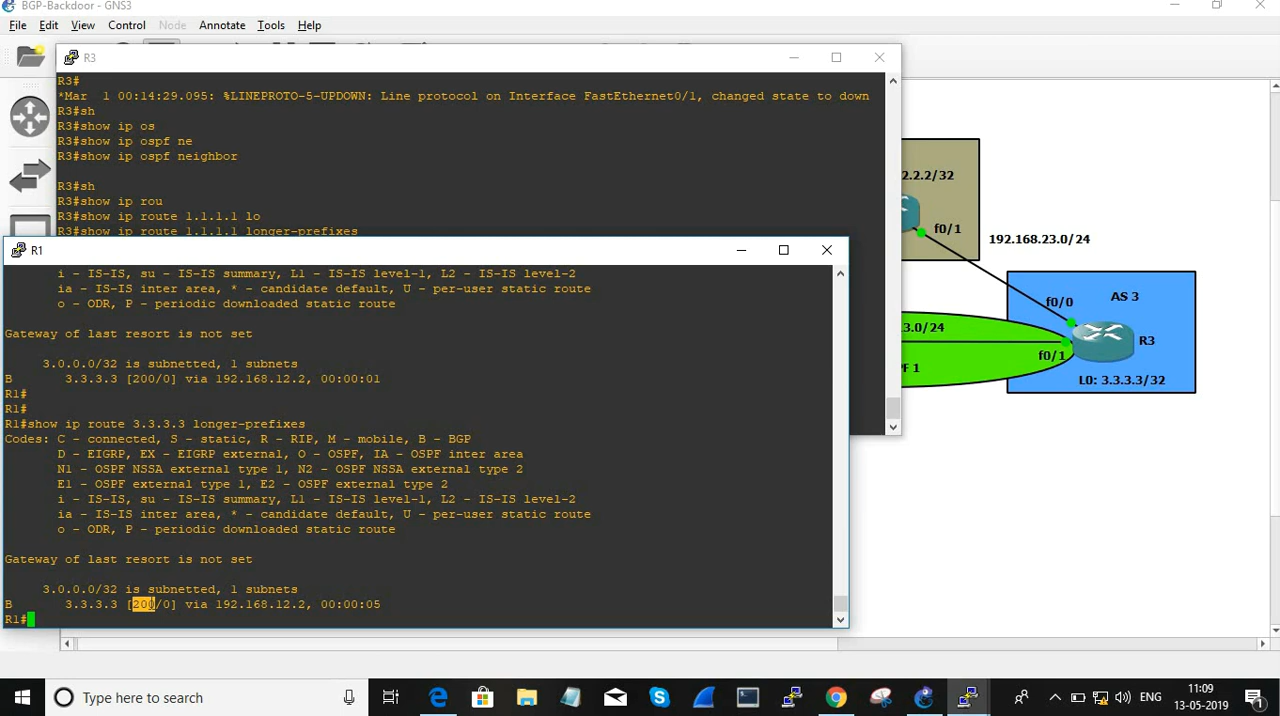 BGP-Backdoor - GNS3
File Edit View Control Node Annotate Tools Help
R3
R3#
*Mar 1 00:14:29.095: %LINEPROTO-5-UPDOWN: Line protocol on Interface FastEthernet0/1, changed state to down
R3#sh
R3#show ip os
R3#show ip ospf ne
R3#show ip ospf neighbor
R3#sh
R3#show ip rou
R3#show ip route 1.1.1.1 lo
R3#show ip route 1.1.1.1 longer-prefixes
R1
i - IS-IS, su - IS-IS summary, L1 - IS-IS level-1, L2 - IS-IS level-2
ia - IS-IS inter area, * - candidate default, U - per-user static route
o - ODR, P - periodic downloaded static route
Gateway of last resort is not set
3.0.0.0/32 is subnetted, 1 subnets
B 3.3.3.3 [200/0] via 192.168.12.2, 00:00:01
R1#
R1#
R1#show ip route 3.3.3.3 longer-prefixes
Codes: C - connected, S - static, R - RIP, M - mobile, B - BGP
D - EIGRP, EX - EIGRP external, O - OSPF, IA - OSPF inter area
N1 - OSPF NSSA external type 1, N2 - OSPF NSSA external type 2
E1 - OSPF external type 1, E2 - OSPF external type 2
i - IS-IS, su - IS-IS summary, L1 - IS-IS level-1, L2 - IS-IS level-2
ia - IS-IS inter area, * - candidate default, U - per-user static route
o - ODR, P - periodic downloaded static route
Gateway of last resort is not set
3.0.0.0/32 is subnetted, 1 subnets
B 3.3.3.3 [200/0] via 192.168.12.2, 00:00:05
R1#
2.2.2/32
f0/1
192.168.23.0/24
f0/0
AS 3
3.0/24
R3
f0/1
PF 1
L0: 3.3.3.3/32
Type here to search
ENG
11:09
13-05-2019
1